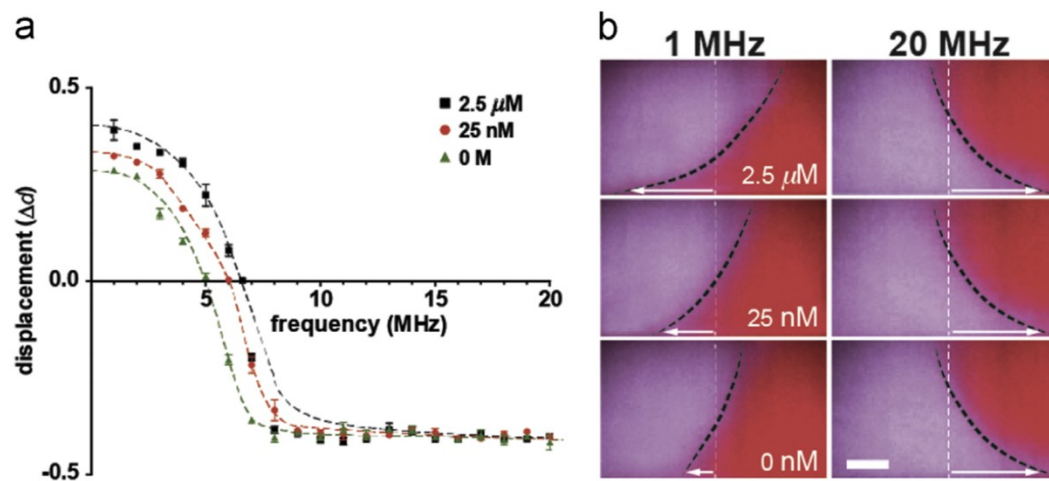 a
0.5
0.0
-0.5
displacement (Δd)
5
10
15
20
frequency (MHz)
2.5 μM
25 nM
0 M
b
1 MHz
20 MHz
2.5 μM
25 nM
0 nM